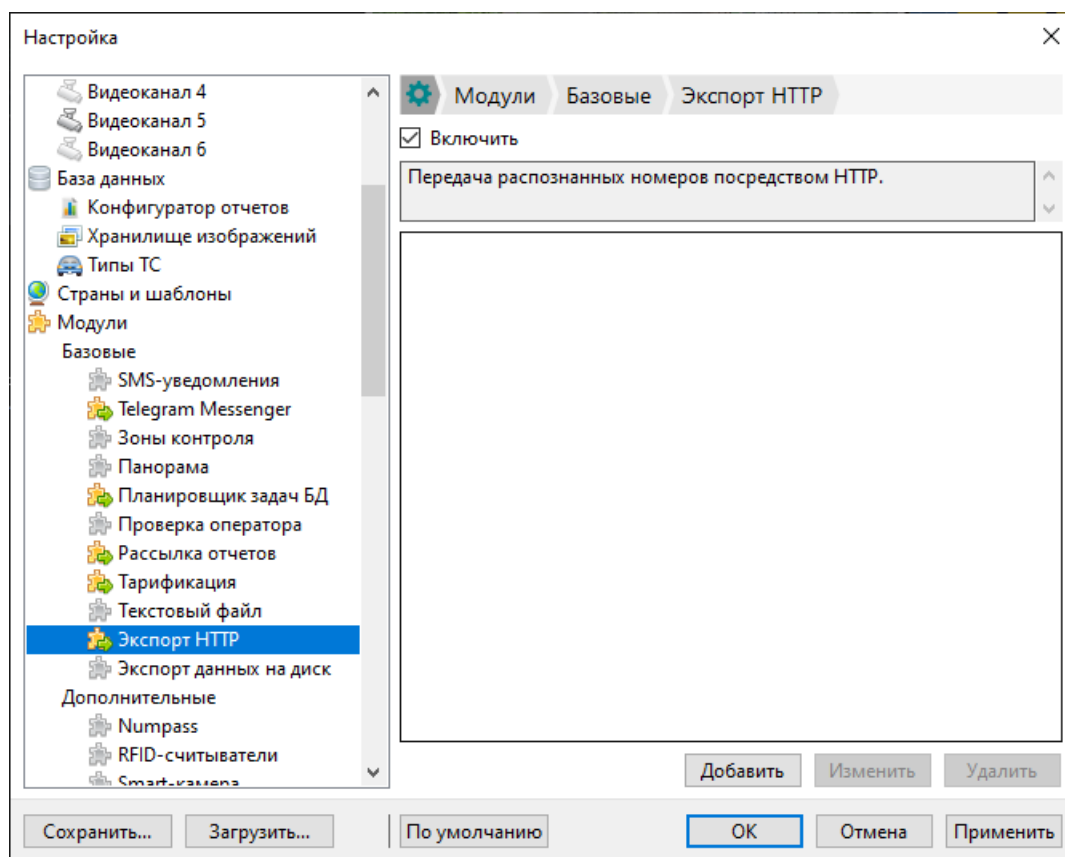 Настройка
Видеоканал 4
Видеоканал 5
Видеоканал 6
База данных
Конфигуратор отчетов
Хранилище изображений
Типы ТС
Страны и шаблоны
Модули
Базовые
SMS-уведомления
Telegram Messenger
Зоны контроля
Панорама
Планировщик задач БД
Проверка оператора
Рассылка отчетов
Тарификация
Текстовый файл
Экспорт HTTP
Экспорт данных на диск
Дополнительные
Numpass
RFID-считыватели
Smart-камера
Модули Базовые Экспорт HTTP
Включить
Передача распознанных номеров посредством HTTP.
Добавить Изменить Удалить
Сохранить... Загрузить... По умолчанию OK Отмена Применить